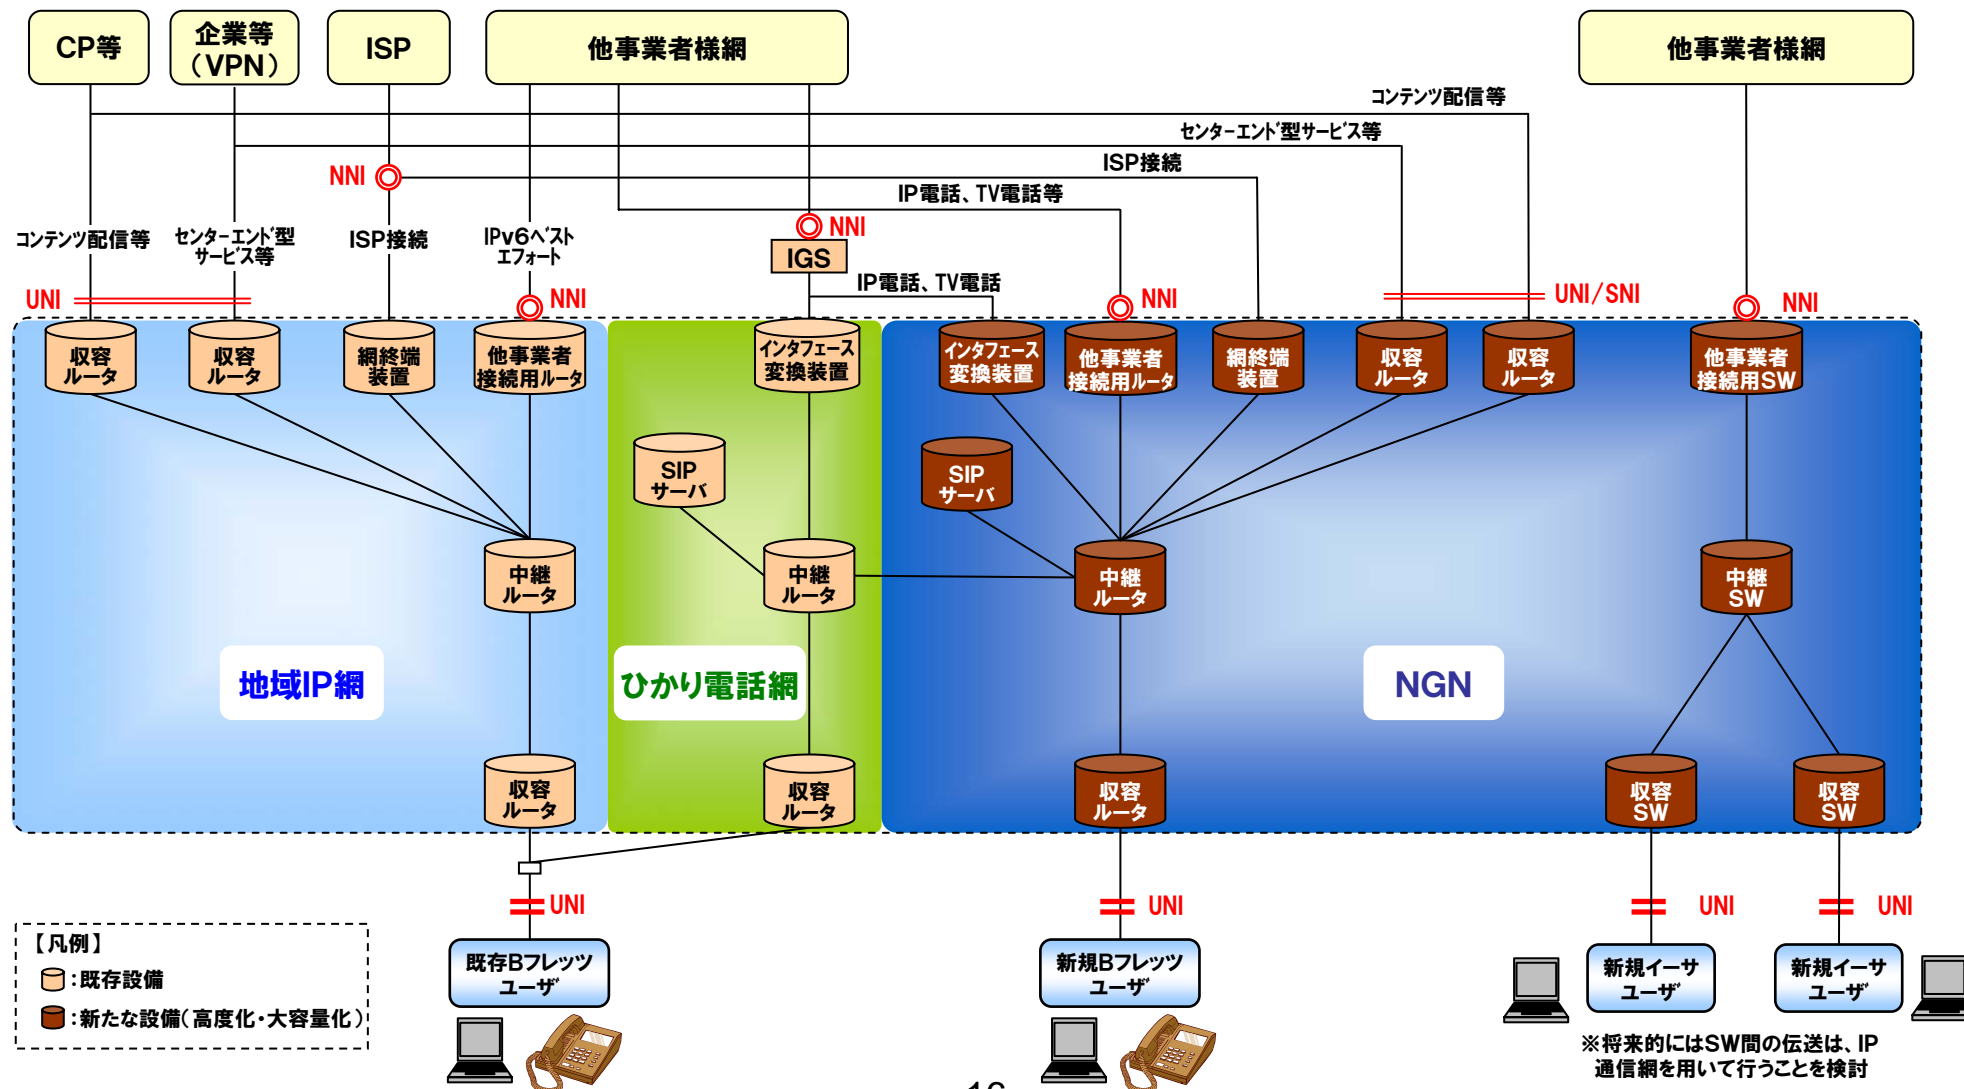 CP等
企業等
（VPN）
ISP
他事業者様網
他事業者様網
コンテンツ配信等
センターエンド型サービス等
ISP接続
NNI
IP電話、TV電話等
NNI
コンテンツ配信等
センターエンド型
サービス等
ISP接続
IPv6ベスト
エフォート
IGS
IP電話、TV電話
UNI
NNI
NNI
UNI/SNI
NNI
収容
ルータ
収容
ルータ
網終端
装置
他事業者
接続用ルータ
インタフェース
変換装置
インタフェース
変換装置
他事業者
接続用ルータ
網終端
装置
収容
ルータ
収容
ルータ
他事業者
接続用SW
SIP
サーバ
SIP
サーバ
中継
ルータ
中継
ルータ
中継
ルータ
中継
SW
地域IP網
ひかり電話網
NGN
収容
ルータ
収容
ルータ
収容
ルータ
収容
SW
収容
SW
UNI
UNI
UNI
UNI
【凡例】
：既存設備
：新たな設備（高度化・大容量化）
既存Bフレッツ
ユーザ
新規Bフレッツ
ユーザ
新規イーサ
ユーザ
新規イーサ
ユーザ
※将来的にはSW間の伝送は、IP
通信網を用いて行うことを検討
16